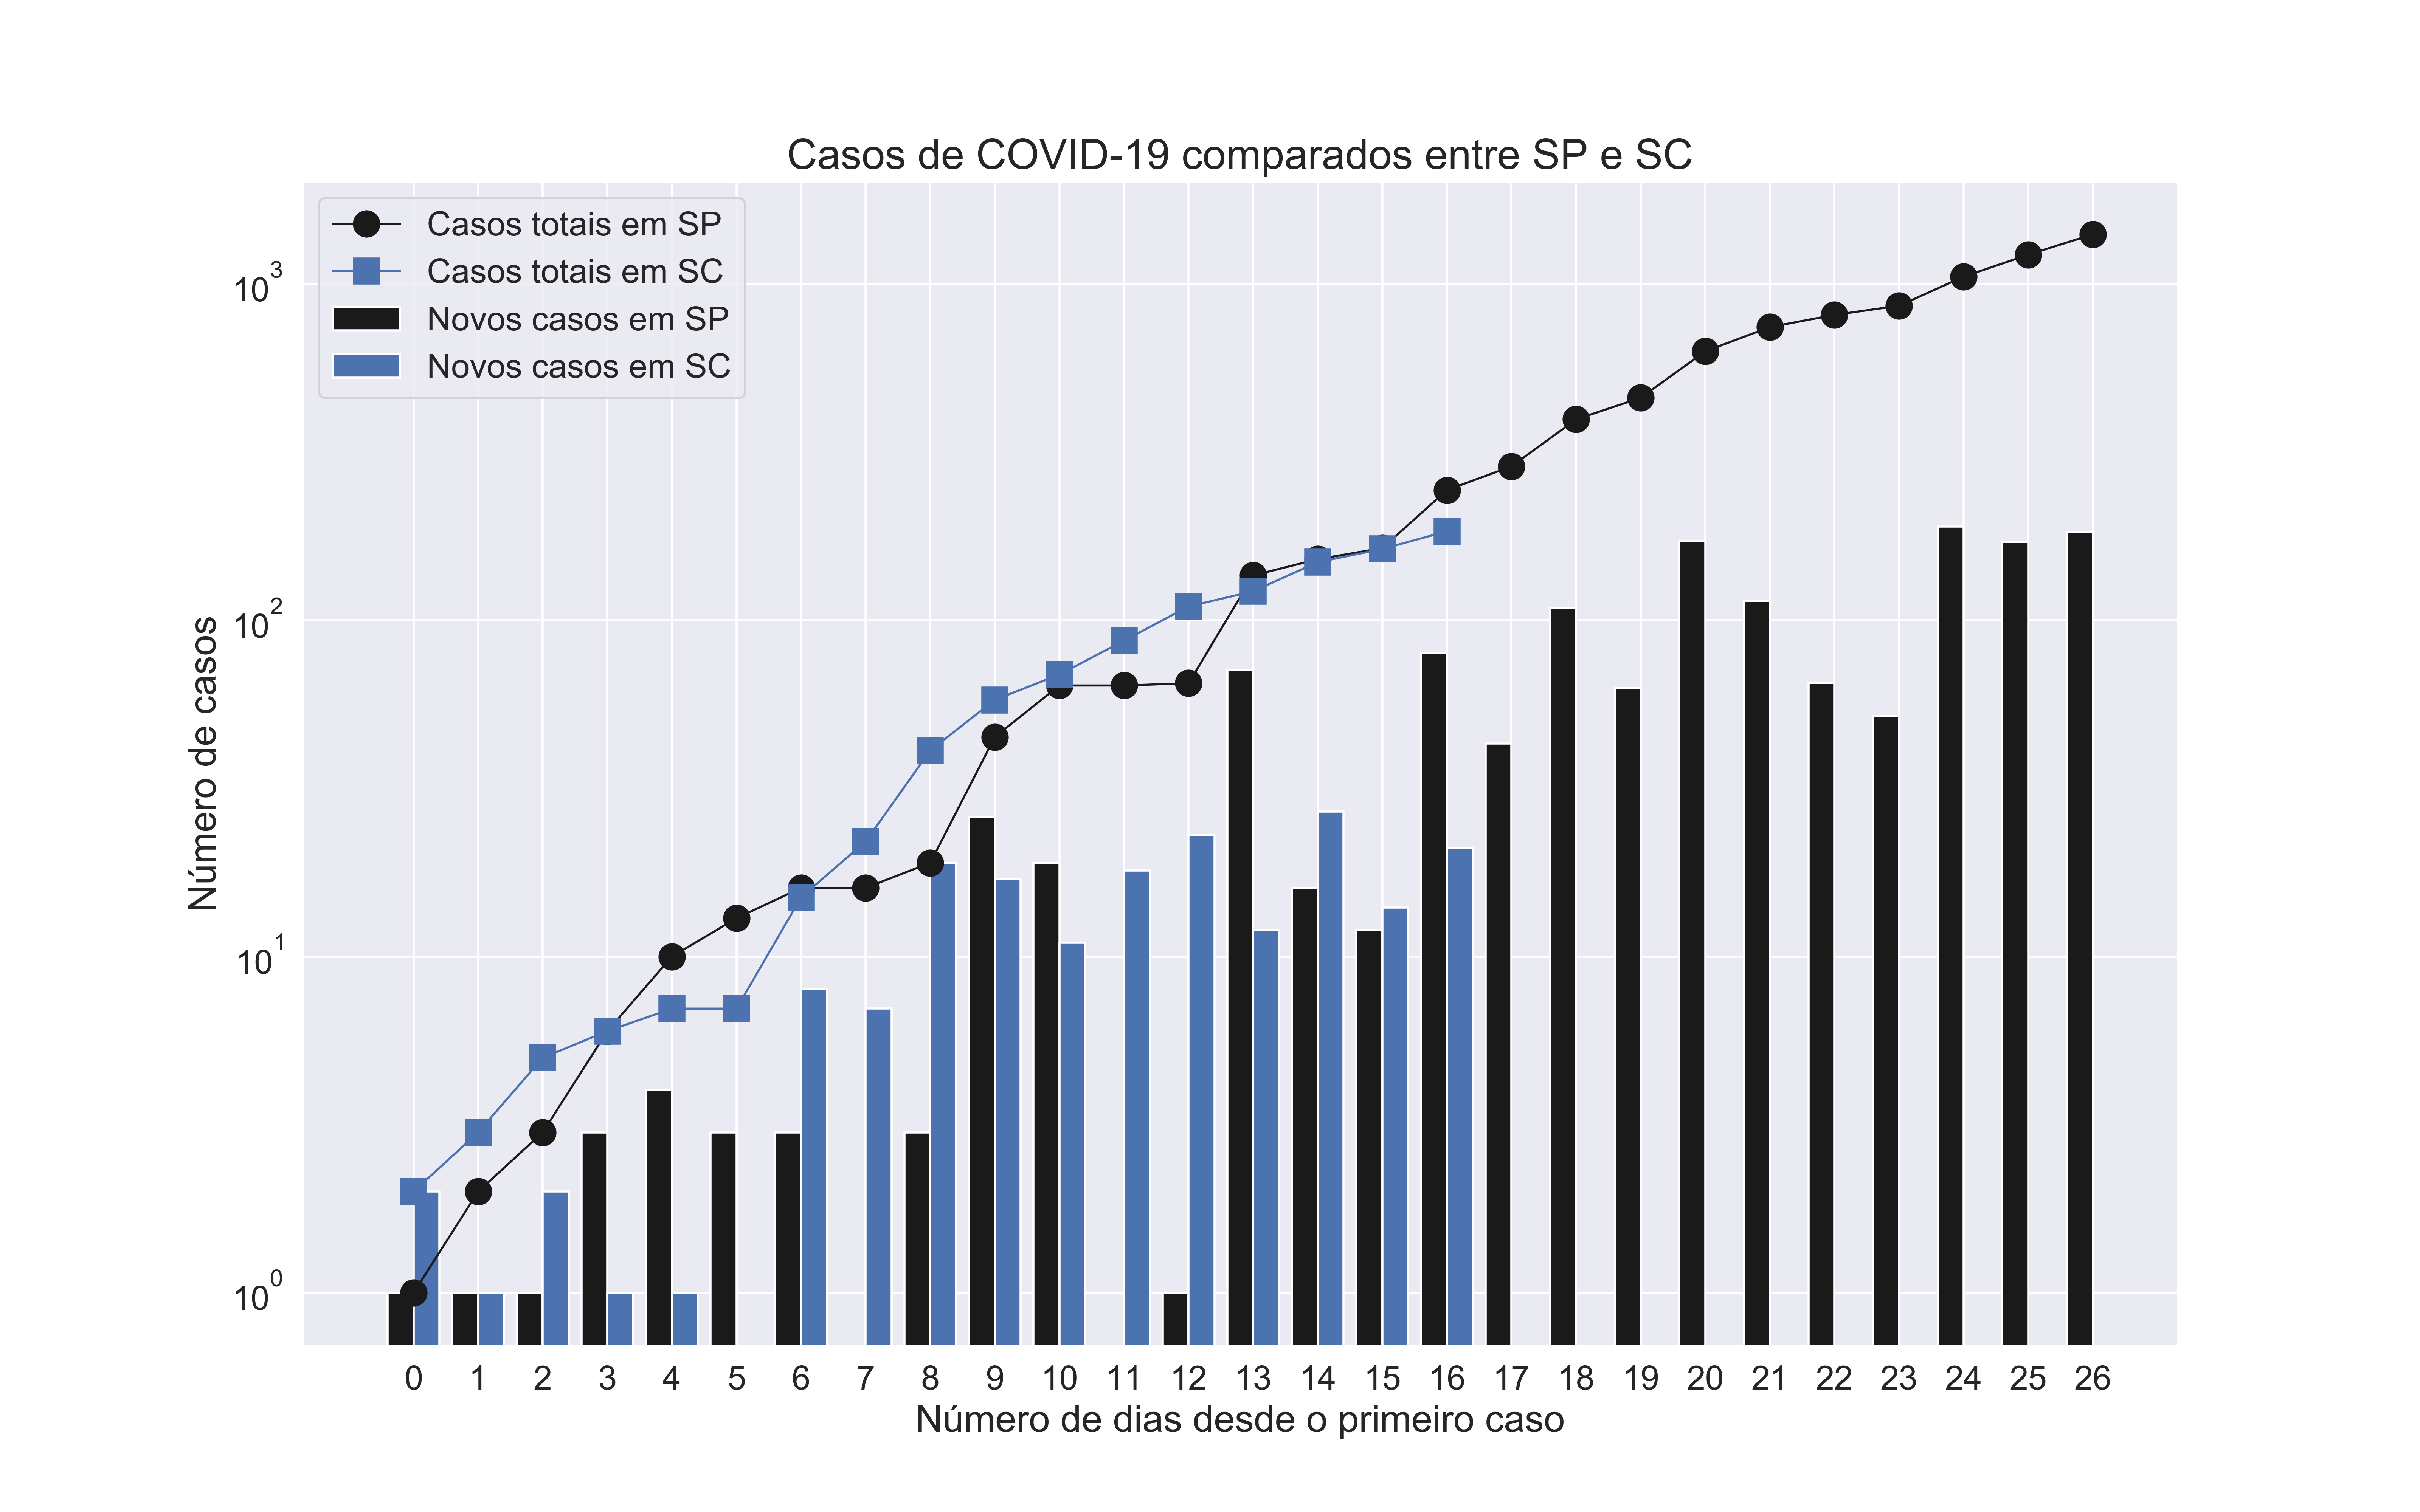 Casos de COVID-19 comparados entre SP e SC
Casos totais em SP
Casos totais em SC
Novos casos em SP
Novos casos em SC
Número de casos
10³
10²
10¹
10⁰
0 1 2 3 4 5 6 7 8 9 10 11 12 13 14 15 16 17 18 19 20 21 22 23 24 25 26
Número de dias desde o primeiro caso